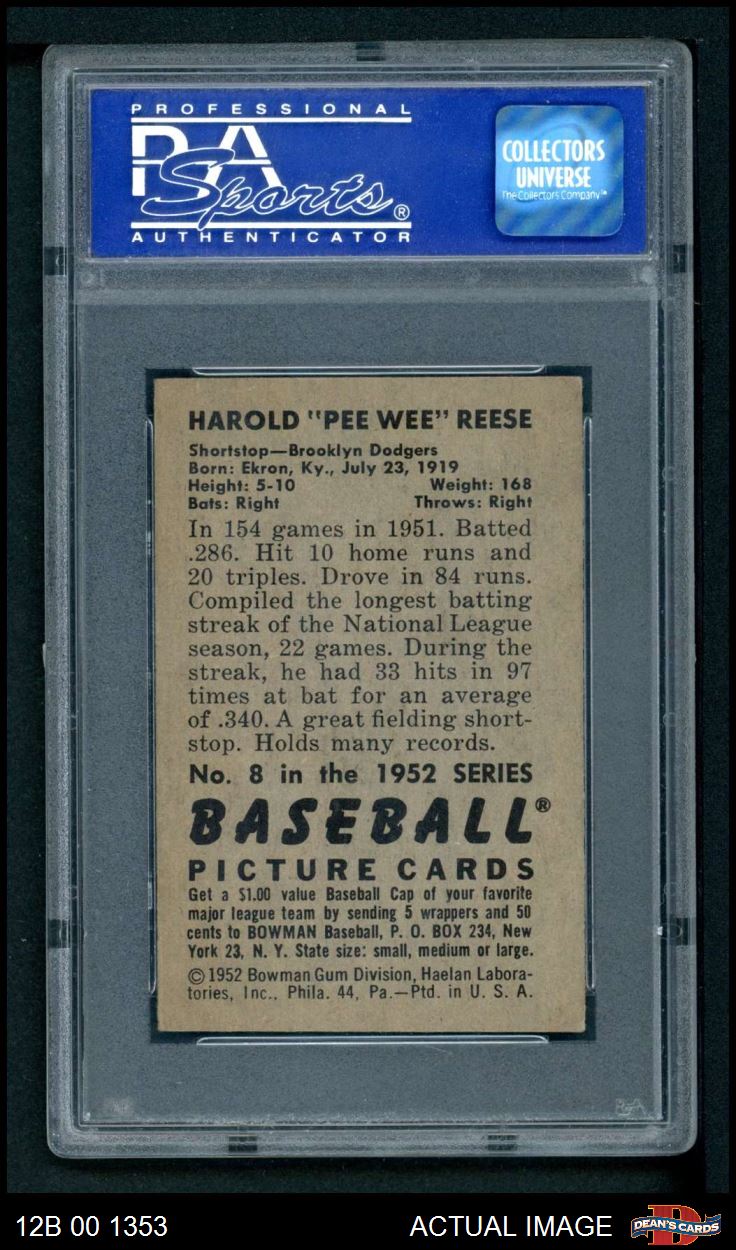 PROFESSIONAL
PSA
Sports®
AUTHENTICATOR
COLLECTORS
UNIVERSE
The Collectors Company™
HAROLD "PEE WEE" REESE
Shortstop—Brooklyn Dodgers
Born: Ekron, Ky., July 23, 1919
Height: 5-10 Weight: 168
Bats: Right Throws: Right
In 154 games in 1951. Batted
.286. Hit 10 home runs and
20 triples. Drove in 84 runs.
Compiled the longest batting
streak of the National League
season, 22 games. During the
streak, he had 33 hits in 97
times at bat for an average
of .340. A great fielding short-
stop. Holds many records.
No. 8 in the 1952 SERIES
BASEBALL®
PICTURE CARDS
Get a $1.00 value Baseball Cap of your favorite
major league team by sending 5 wrappers and 50
cents to BOWMAN Baseball, P. O. BOX 234, New
York 23, N. Y. State size: small, medium or large.
© 1952 Bowman Gum Division, Haelan Labora-
tories, Inc., Phila. 44, Pa.—Ptd. in U. S. A.
PSA
12B 00 1353 ACTUAL IMAGE DEAN'S CARDS